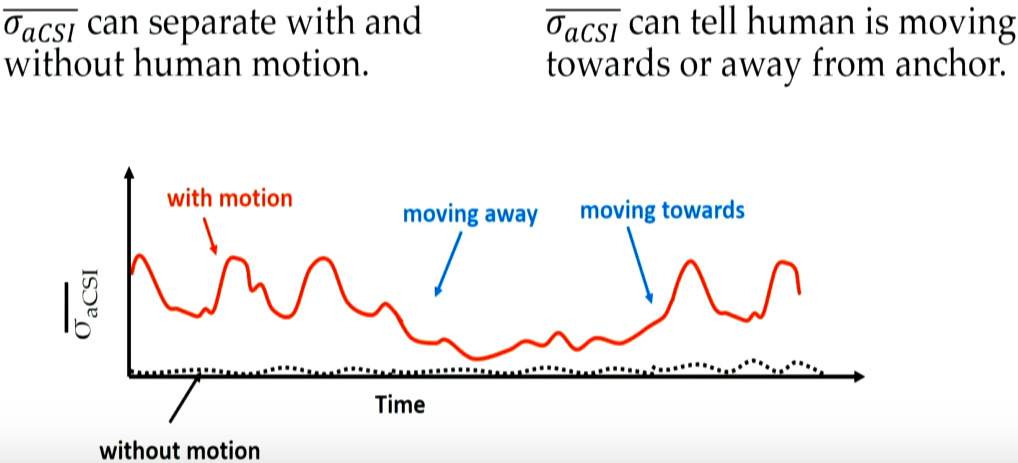 σ̅aCSI can separate with and
without human motion.
σ̅aCSI can tell human is moving
towards or away from anchor.
with motion
moving away
moving towards
σ̅aCSI
Time
without motion